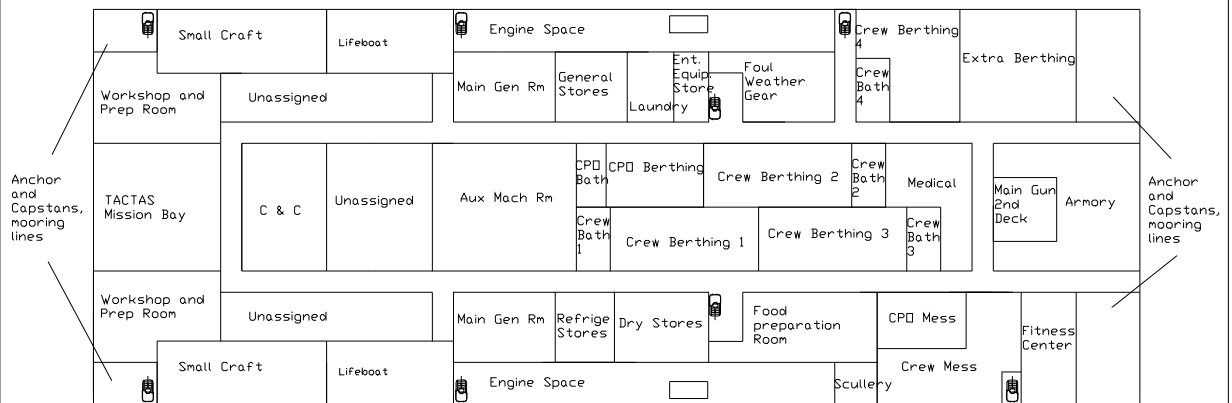 Small Craft
Lifeboat
Engine Space
Crew Berthing
4
Extra Berthing
Workshop and
Prep Room
Unassigned
Main Gen Rm
General
Stores
Laundry
Ent.
Equip.
Store
Foul
Weather
Gear
Crew
Bath
4
Anchor
and
Capstans,
mooring
lines
TACTAS
Mission Bay
C & C
Unassigned
Aux Mach Rm
CPO
Bath
CPO Berthing
Crew Berthing 2
Crew
Bath
2
Medical
Main Gun
2nd
Deck
Armory
Anchor
and
Capstans,
mooring
lines
Crew
Bath
1
Crew Berthing 1
Crew Berthing 3
Crew
Bath
3
Workshop and
Prep Room
Unassigned
Main Gen Rm
Refrige
Stores
Dry Stores
Food
preparation
Room
CPO Mess
Fitness
Center
Small Craft
Lifeboat
Engine Space
Scullery
Crew Mess